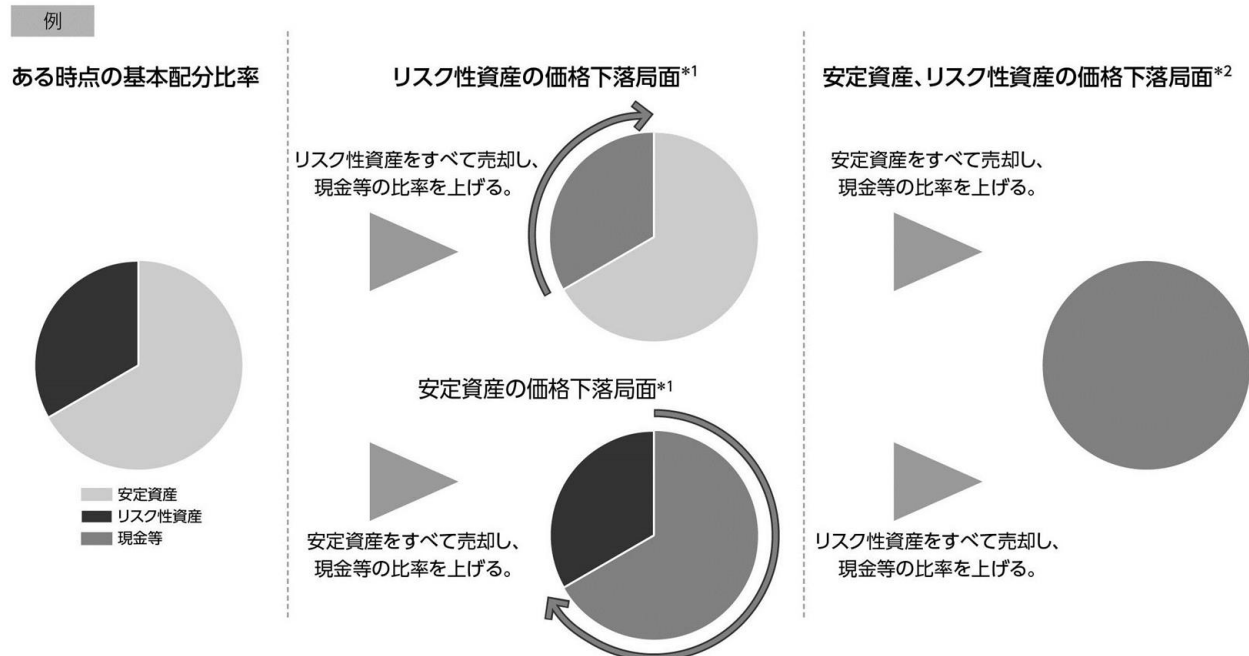 例
ある時点の基本配分比率
安定資産
リスク性資産
現金等
リスク性資産の価格下落局面*1
リスク性資産をすべて売却し、
現金等の比率を上げる。
安定資産の価格下落局面*1
安定資産をすべて売却し、
現金等の比率を上げる。
安定資産、リスク性資産の価格下落局面*2
安定資産をすべて売却し、
現金等の比率を上げる。
リスク性資産をすべて売却し、
現金等の比率を上げる。